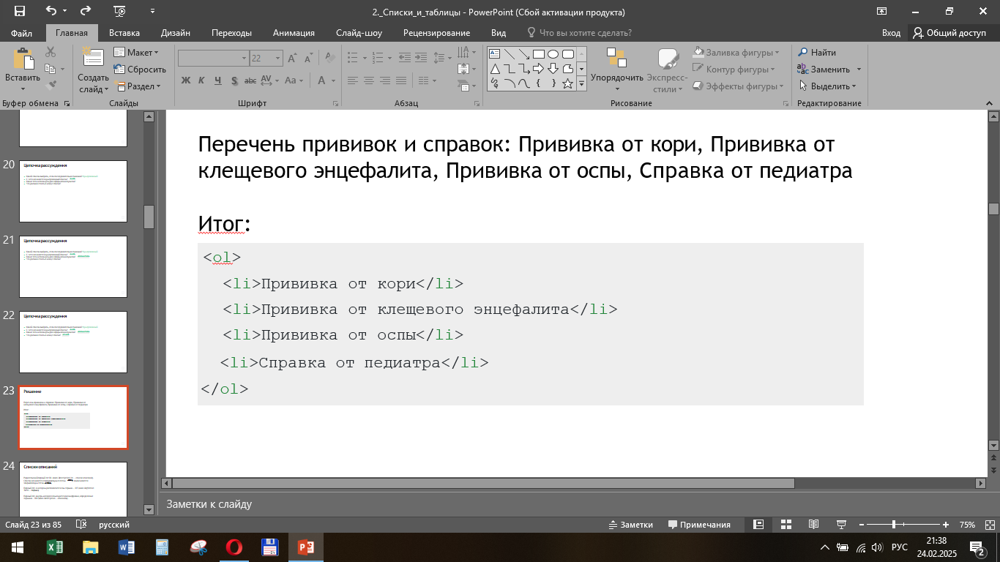 2._Списки_и_таблицы - PowerPoint (Сбой активации продукта)
Файл Главная Вставка Дизайн Переходы Анимация Слайд-шоу Рецензирование Вид Что вы хотите сделать? Вход Общий доступ
Вставить
Создать слайд
Макет
Сбросить
Раздел
22
Ж К Ч S abc AV Aa A
Упорядочить
Экспресс-стили
Заливка фигуры
Контур фигуры
Эффекты фигуры
Найти
Заменить
Выделить
Буфер обмена Слайды Шрифт Абзац Рисование Редактирование
20
Цепочка рассуждения
21
Цепочка рассуждения
22
Цепочка рассуждения
23
Решение
24
Списки описаний
Перечень прививок и справок: Прививка от кори, Прививка от
клещевого энцефалита, Прививка от оспы, Справка от педиатра
Итог:
<ol>
<li>Прививка от кори</li>
<li>Прививка от клещевого энцефалита</li>
<li>Прививка от оспы</li>
<li>Справка от педиатра</li>
</ol>
Заметки к слайду
Слайд 23 из 85 русский Заметки Примечания 75%
РУС
21:38
24.02.2025
2